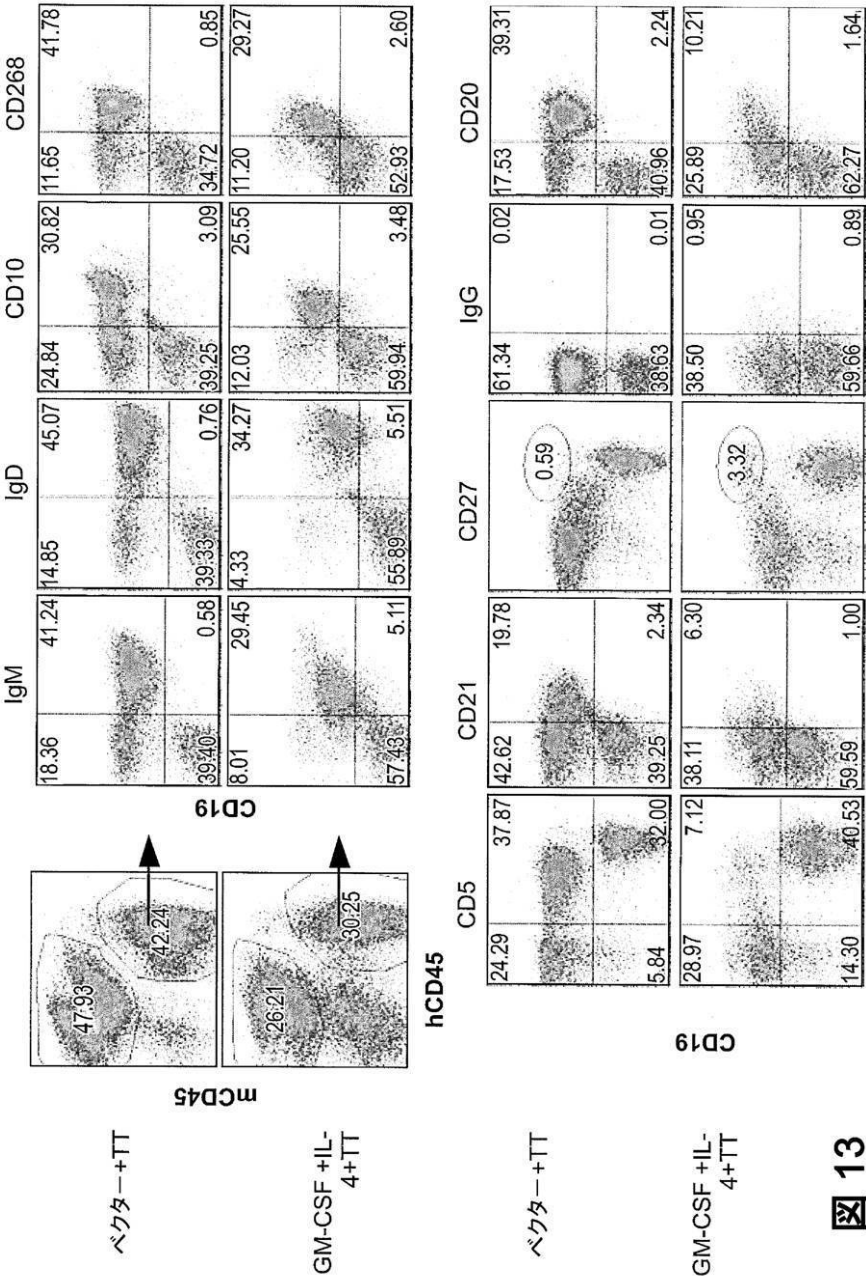 IgM IgD CD10 CD268
ベクター+TT
mCD45
47.93
42.24
CD19
18.36 41.24
39.40 0.58
14.85 45.07
39.33 0.76
24.84 30.82
39.25 3.09
11.65 41.78
34.72 0.85
GM-CSF +IL-
4+TT
26.21
30.25
hCD45
8.01 29.45
57.43 5.11
4.33 34.27
55.89 5.51
12.03 25.55
59.94 3.48
11.20 29.27
52.93 2.60
CD5 CD21 CD27 IgG CD20
ベクター+TT
CD19
24.29 37.87
5.84 32.00
42.62 19.78
39.25 2.34
0.59
61.34 0.02
38.63 0.01
17.53 39.31
40.96 2.24
GM-CSF +IL-
4+TT
28.97 7.12
14.30 40.53
38.11 6.30
59.59 1.00
3.32
38.50 0.95
59.66 0.89
25.89 10.21
62.27 1.64
図 13